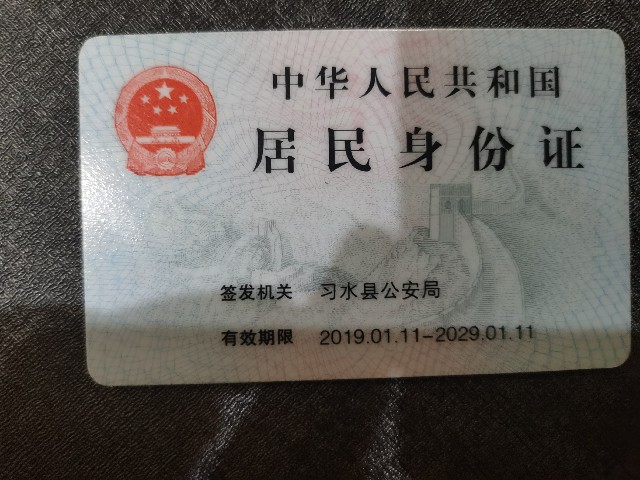 中华人民共和国
居民身份证
签发机关 习水县公安局
有效期限 2019.01.11-2029.01.11